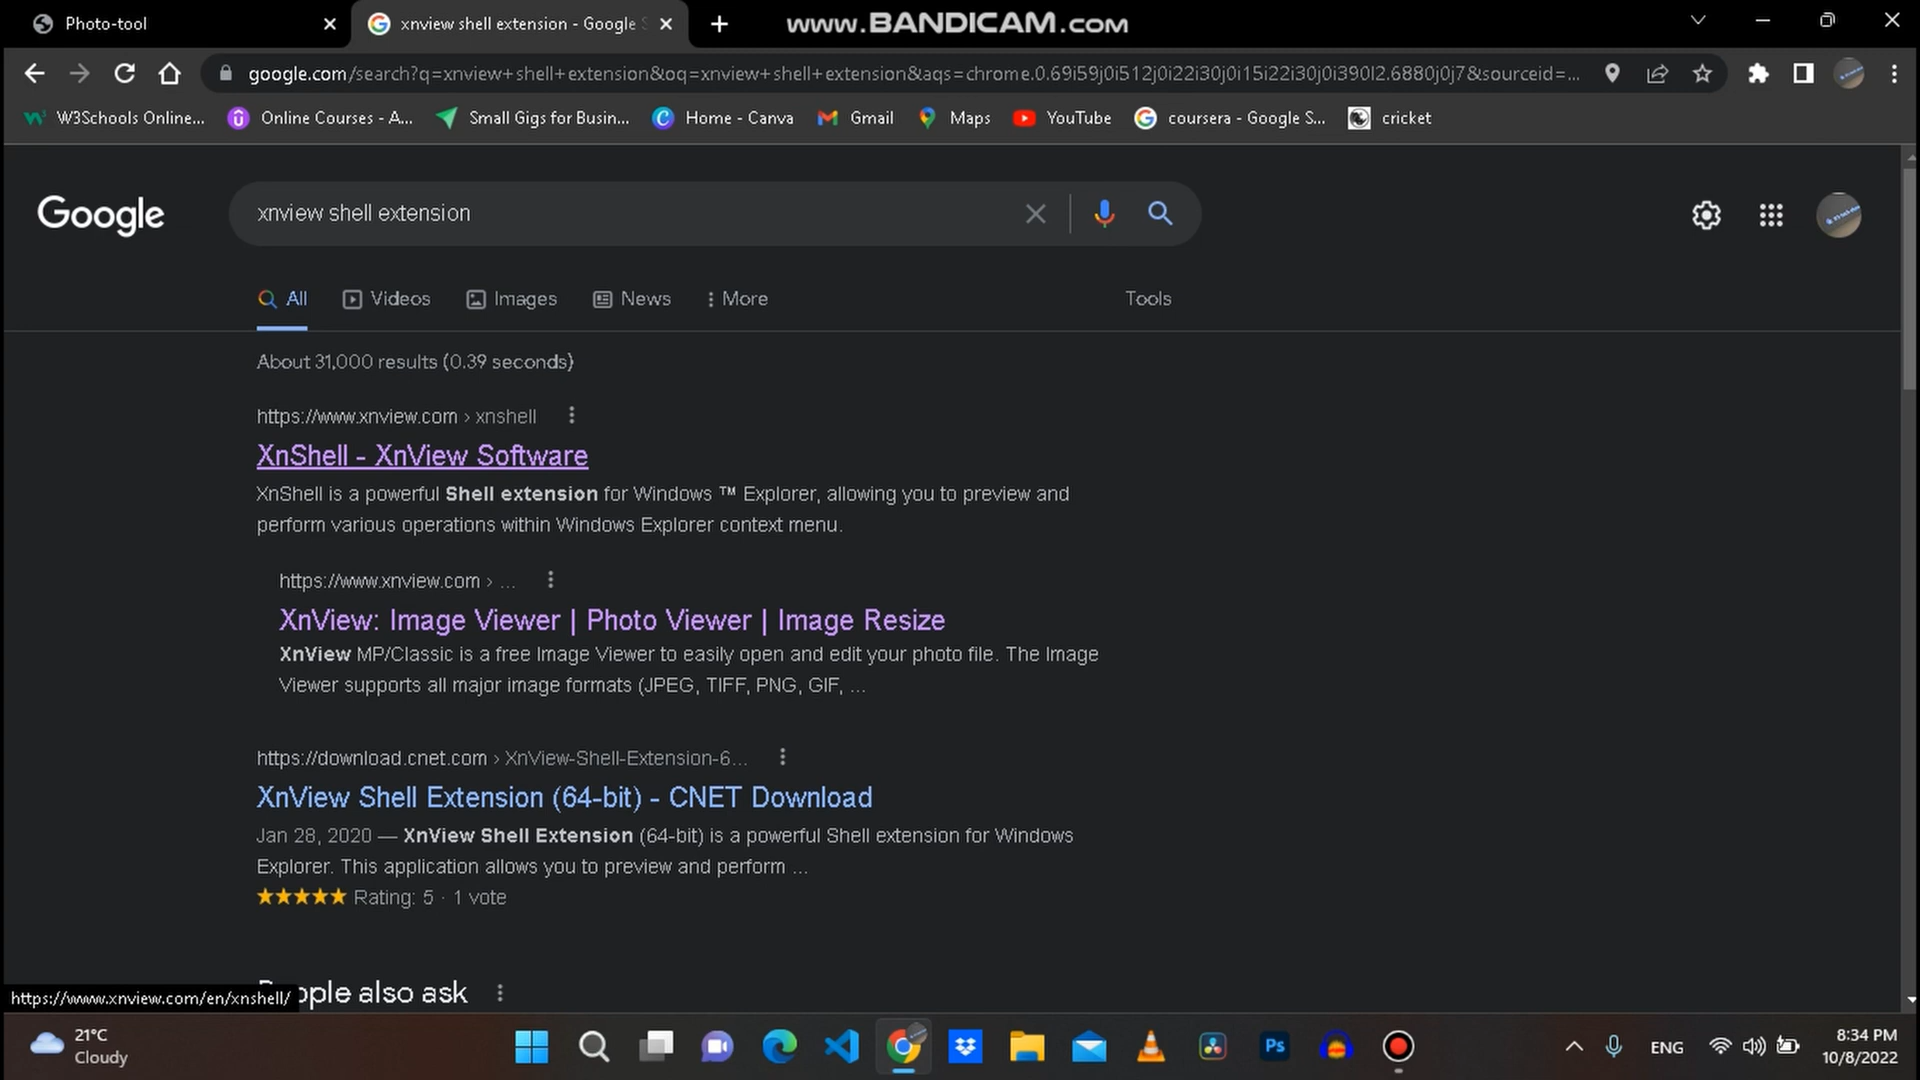 Photo-tool
xnview shell extension - Google S
www.BANDICAM.com
google.com/search?q=xnview+shell+extension&oq=xnview+shell+extension&aqs=chrome.0.69i59j0i512j0i22i30j0i15i22i30j0i390l2.6880j0j7&sourceid=...
W3Schools Online...
Online Courses - A...
Small Gigs for Busin...
Home - Canva
Gmail
Maps
YouTube
coursera - Google S...
cricket
Google
xnview shell extension
All
Videos
Images
News
More
Tools
About 31,000 results (0.39 seconds)
https://www.xnview.com › xnshell
XnShell - XnView Software
XnShell is a powerful Shell extension for Windows ™ Explorer, allowing you to preview and
perform various operations within Windows Explorer context menu.
https://www.xnview.com › ...
XnView: Image Viewer | Photo Viewer | Image Resize
XnView MP/Classic is a free Image Viewer to easily open and edit your photo file. The Image
Viewer supports all major image formats (JPEG, TIFF, PNG, GIF, ...
https://download.cnet.com › XnView-Shell-Extension-6...
XnView Shell Extension (64-bit) - CNET Download
Jan 28, 2020 — XnView Shell Extension (64-bit) is a powerful Shell extension for Windows
Explorer. This application allows you to preview and perform ...
Rating: 5 · 1 vote
People also ask
https://www.xnview.com/en/xnshell/
21°C
Cloudy
Ps
ENG
8:34 PM
10/8/2022